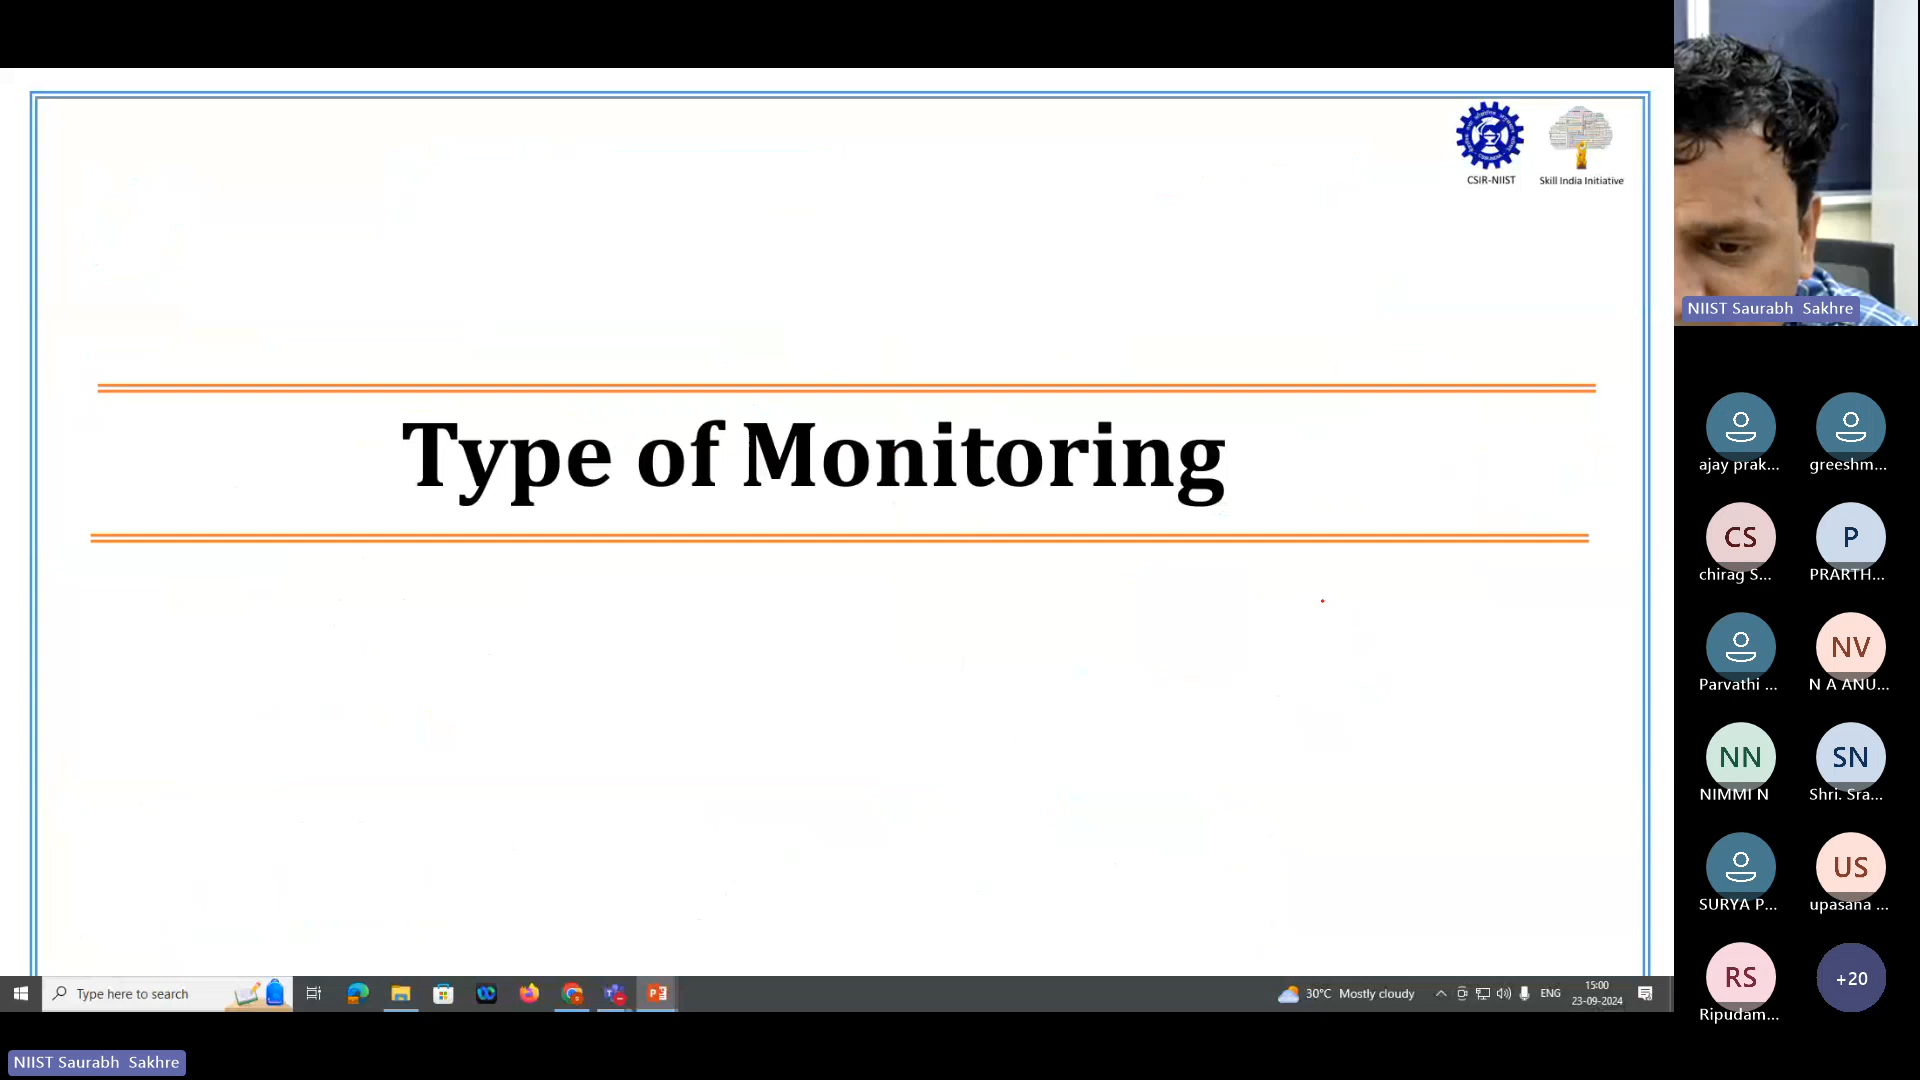 CSIR-NIIST
Skill India Initiative
Type of Monitoring
NIIST Saurabh Sakhre
ajay prak...
greeshm...
CS
P
chirag S...
PRARTH...
NV
Parvathi ...
N A ANU...
NN
SN
NIMMI N
Shri. Sra...
US
SURYA P...
upasana ...
RS
+20
Ripudam...
Type here to search
30°C Mostly cloudy
ENG
15:00
23-09-2024
NIIST Saurabh Sakhre